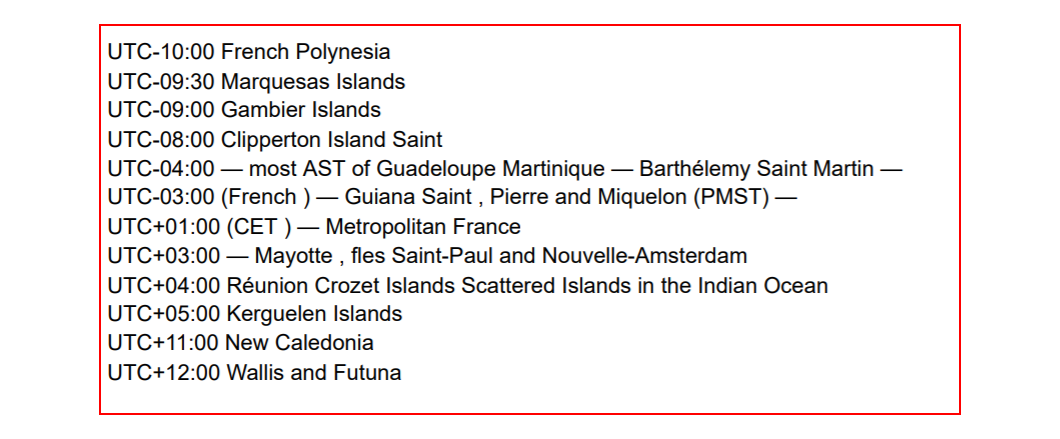 UTC-10:00 French Polynesia
UTC-09:30 Marquesas Islands
UTC-09:00 Gambier Islands
UTC-08:00 Clipperton Island Saint
UTC-04:00 — most AST of Guadeloupe Martinique — Barthélemy Saint Martin —
UTC-03:00 (French ) — Guiana Saint , Pierre and Miquelon (PMST) —
UTC+01:00 (CET ) — Metropolitan France
UTC+03:00 — Mayotte , fles Saint-Paul and Nouvelle-Amsterdam
UTC+04:00 Réunion Crozet Islands Scattered Islands in the Indian Ocean
UTC+05:00 Kerguelen Islands
UTC+11:00 New Caledonia
UTC+12:00 Wallis and Futuna